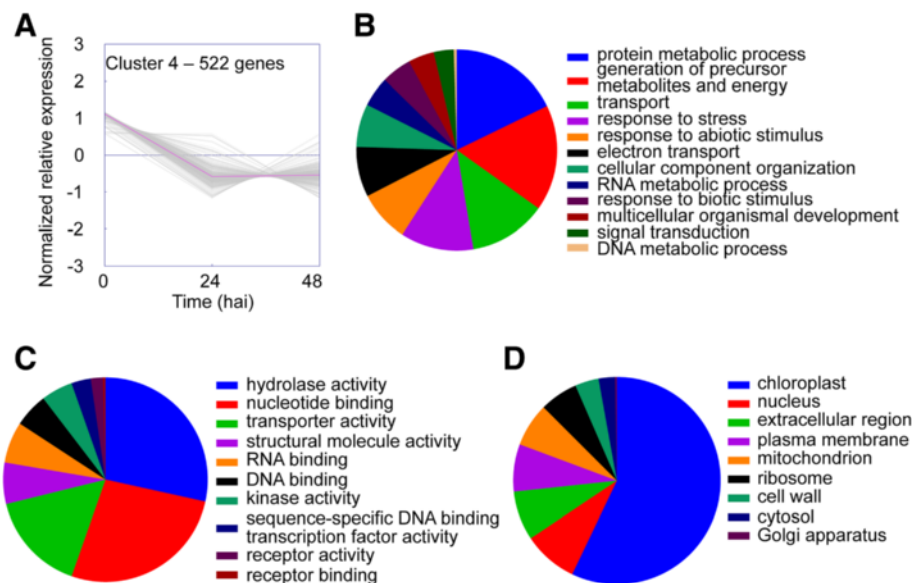 A
Normalized relative expression
3
2
1
0
-1
-2
-3
Cluster 4 – 522 genes
0
24
48
Time (hai)
B
protein metabolic process
generation of precursor
metabolites and energy
transport
response to stress
response to abiotic stimulus
electron transport
cellular component organization
RNA metabolic process
response to biotic stimulus
multicellular organismal development
signal transduction
DNA metabolic process
C
hydrolase activity
nucleotide binding
transporter activity
structural molecule activity
RNA binding
DNA binding
kinase activity
sequence-specific DNA binding
transcription factor activity
receptor activity
receptor binding
D
chloroplast
nucleus
extracellular region
plasma membrane
mitochondrion
ribosome
cell wall
cytosol
Golgi apparatus